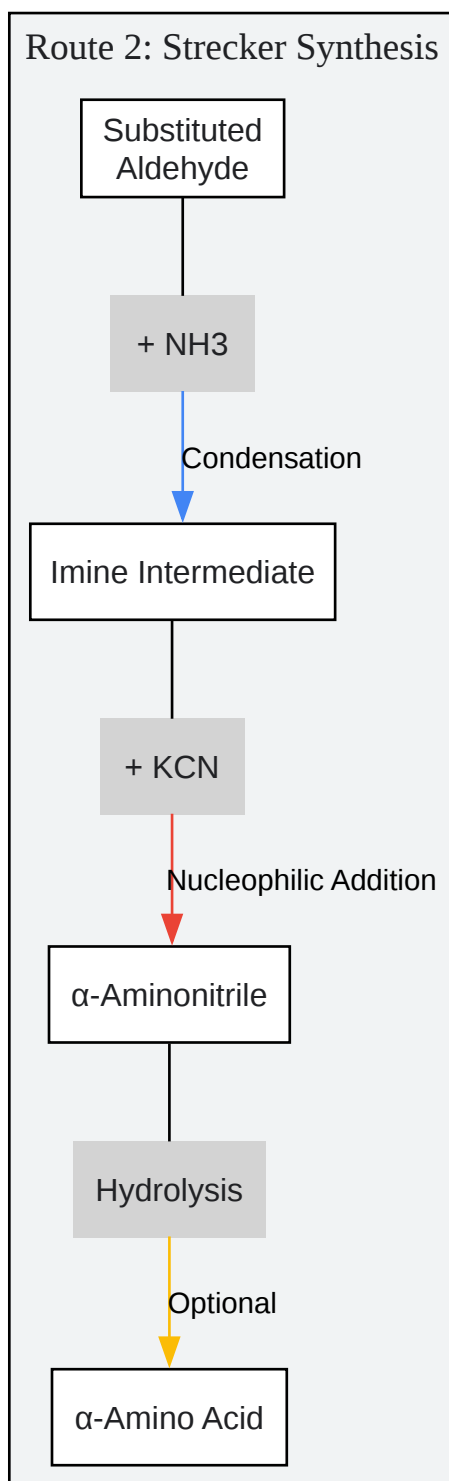 Route 2: Strecker Synthesis
Substituted
Aldehyde
+ NH3
Condensation
Imine Intermediate
+ KCN
Nucleophilic Addition
α-Aminonitrile
Hydrolysis
Optional
α-Amino Acid